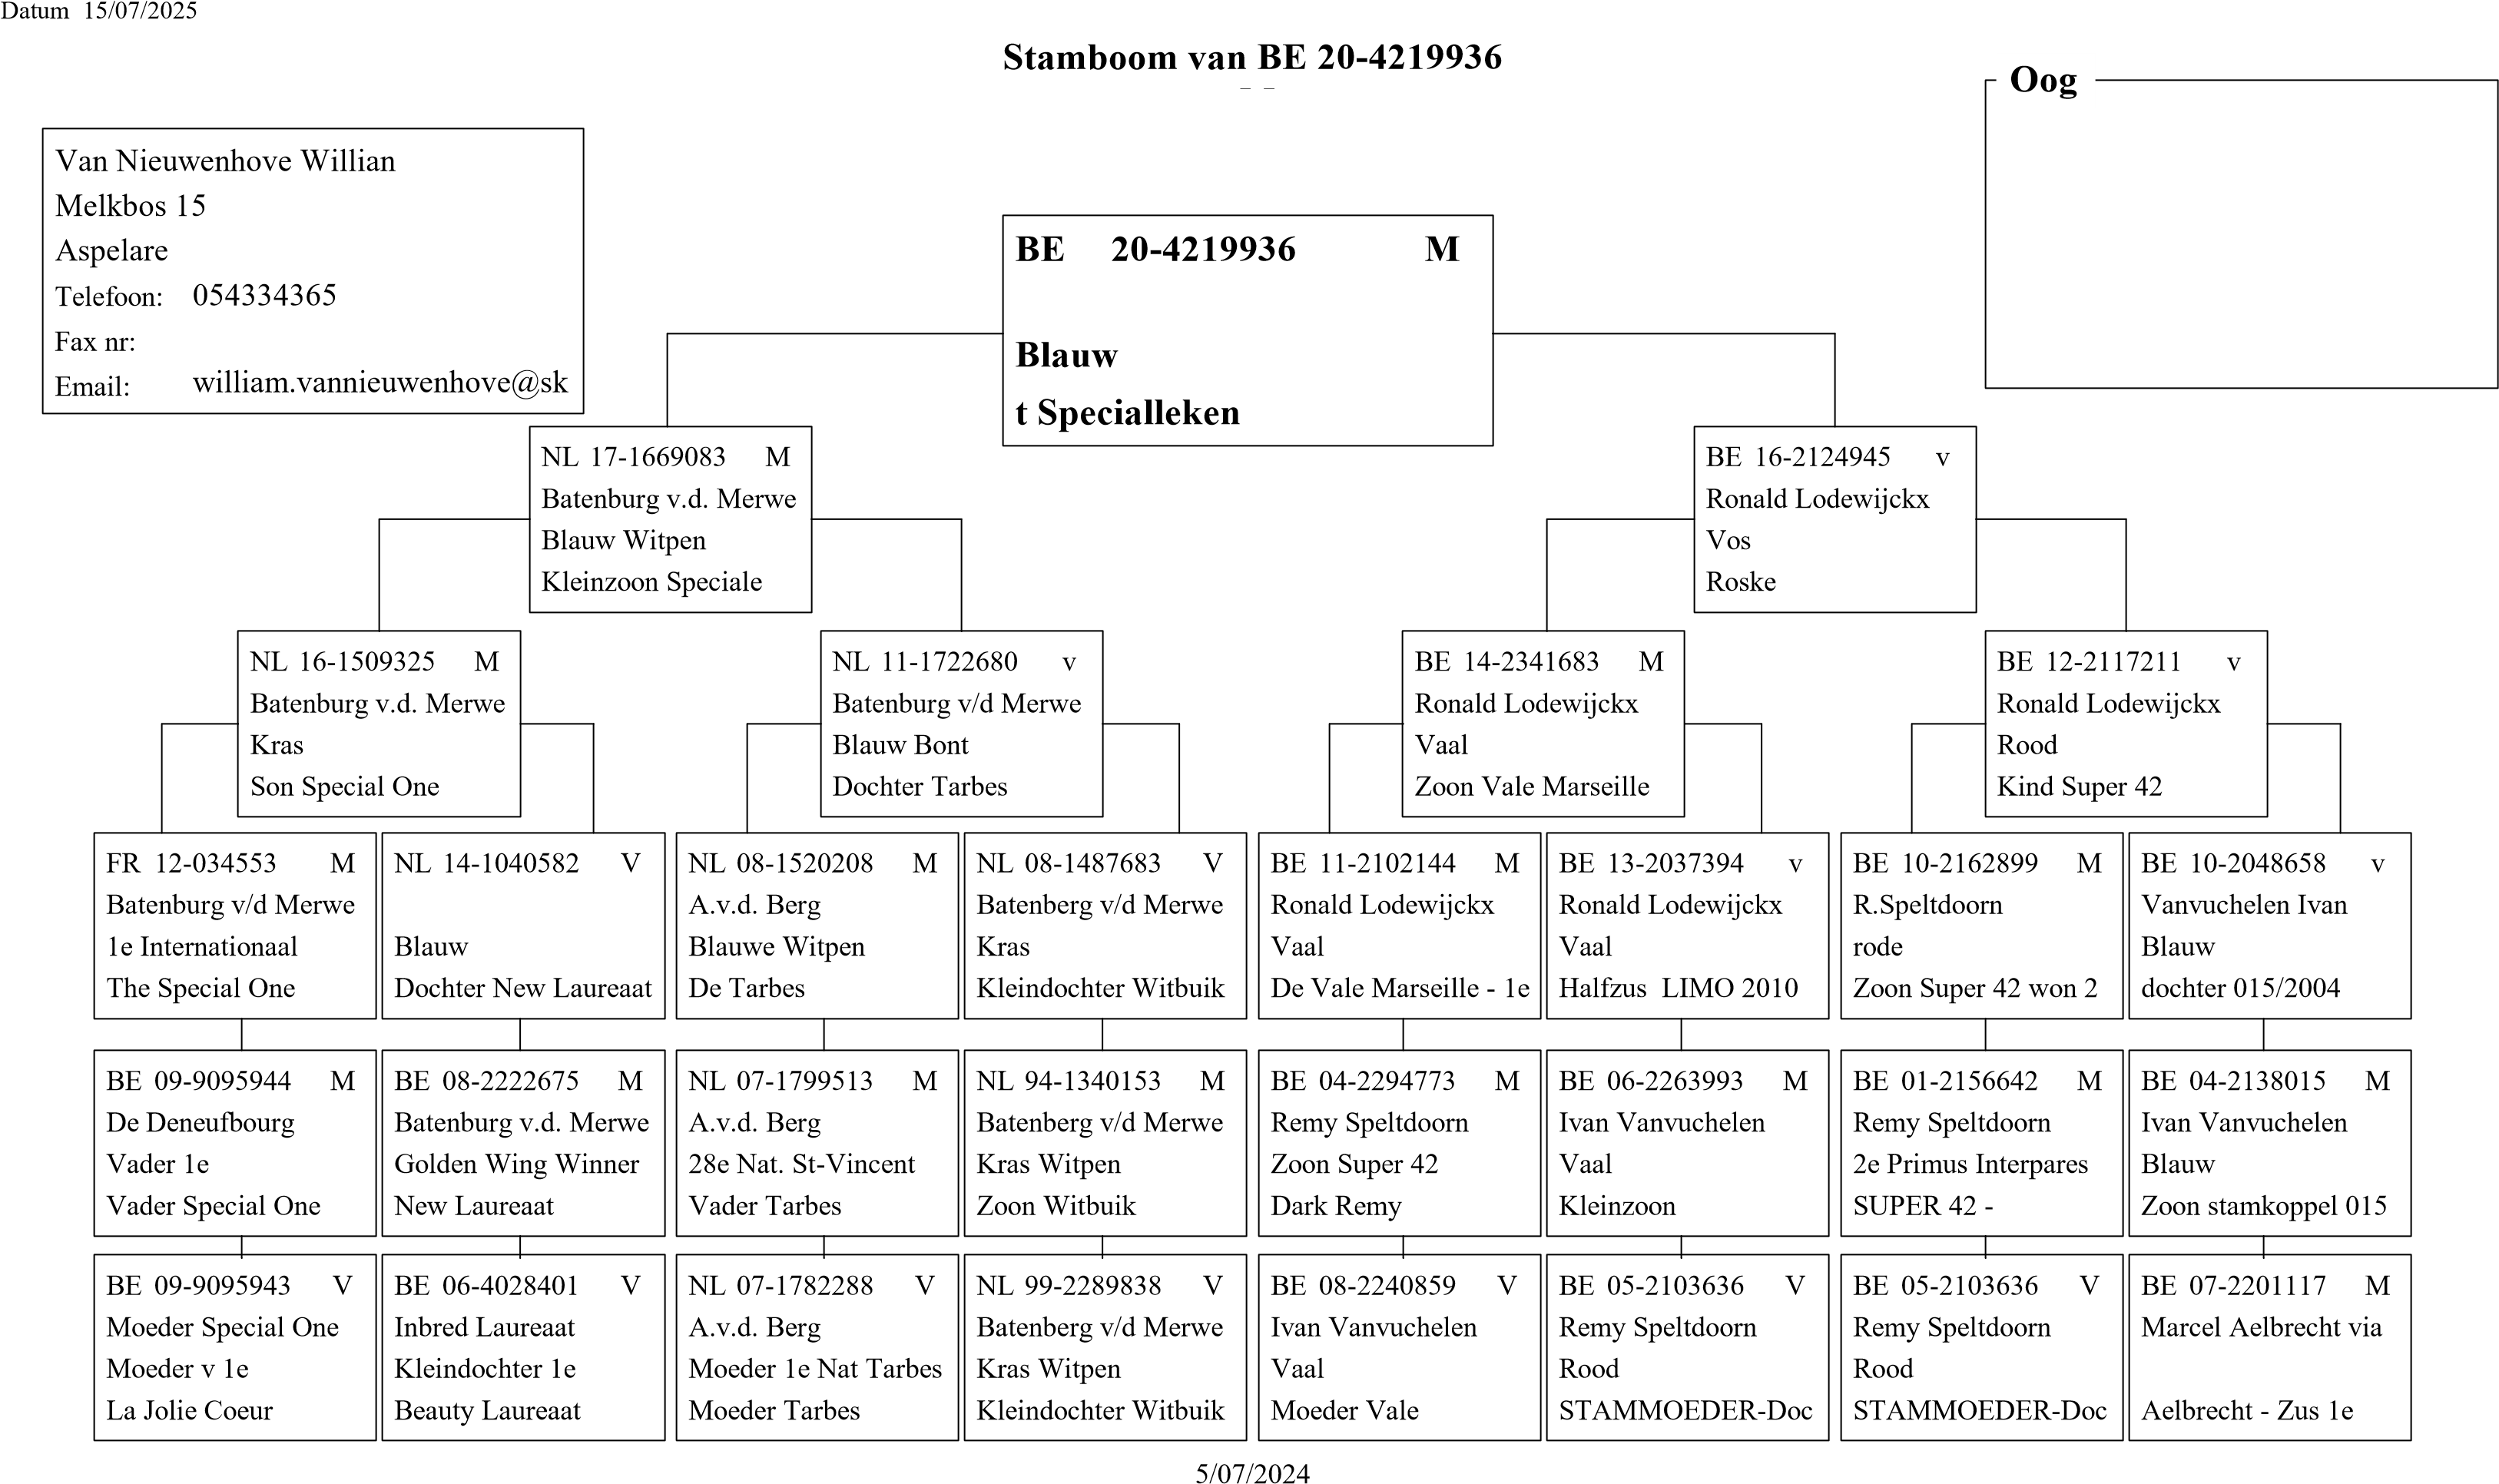 Datum 15/07/2025
Stamboom van BE 20-4219936
Oog
Van Nieuwenhove Willian
Melkbos 15
Aspelare
Telefoon: 054334365
Fax nr:
Email: william.vannieuwenhove@sk
BE 20-4219936 M
Blauw
t Specialleken
NL 17-1669083 M
Batenburg v.d. Merwe
Blauw Witpen
Kleinzoon Speciale
BE 16-2124945 v
Ronald Lodewijckx
Vos
Roske
NL 16-1509325 M
Batenburg v.d. Merwe
Kras
Son Special One
NL 11-1722680 v
Batenburg v/d Merwe
Blauw Bont
Dochter Tarbes
BE 14-2341683 M
Ronald Lodewijckx
Vaal
Zoon Vale Marseille
BE 12-2117211 v
Ronald Lodewijckx
Rood
Kind Super 42
FR 12-034553 M
Batenburg v/d Merwe
1e Internationaal
The Special One
NL 14-1040582 V
Blauw
Dochter New Laureaat
NL 08-1520208 M
A.v.d. Berg
Blauwe Witpen
De Tarbes
NL 08-1487683 V
Batenberg v/d Merwe
Kras
Kleindochter Witbuik
BE 11-2102144 M
Ronald Lodewijckx
Vaal
De Vale Marseille - 1e
BE 13-2037394 v
Ronald Lodewijckx
Vaal
Halfzus LIMO 2010
BE 10-2162899 M
R.Speltdoorn
rode
Zoon Super 42 won 2
BE 10-2048658 v
Vanvuchelen Ivan
Blauw
dochter 015/2004
BE 09-9095944 M
De Deneufbourg
Vader 1e
Vader Special One
BE 08-2222675 M
Batenburg v.d. Merwe
Golden Wing Winner
New Laureaat
NL 07-1799513 M
A.v.d. Berg
28e Nat. St-Vincent
Vader Tarbes
NL 94-1340153 M
Batenberg v/d Merwe
Kras Witpen
Zoon Witbuik
BE 04-2294773 M
Remy Speltdoorn
Zoon Super 42
Dark Remy
BE 06-2263993 M
Ivan Vanvuchelen
Vaal
Kleinzoon
BE 01-2156642 M
Remy Speltdoorn
2e Primus Interpares
SUPER 42 -
BE 04-2138015 M
Ivan Vanvuchelen
Blauw
Zoon stamkoppel 015
BE 09-9095943 V
Moeder Special One
Moeder v 1e
La Jolie Coeur
BE 06-4028401 V
Inbred Laureaat
Kleindochter 1e
Beauty Laureaat
NL 07-1782288 V
A.v.d. Berg
Moeder 1e Nat Tarbes
Moeder Tarbes
NL 99-2289838 V
Batenberg v/d Merwe
Kras Witpen
Kleindochter Witbuik
BE 08-2240859 V
Ivan Vanvuchelen
Vaal
Moeder Vale
BE 05-2103636 V
Remy Speltdoorn
Rood
STAMMOEDER-Doc
BE 05-2103636 V
Remy Speltdoorn
Rood
STAMMOEDER-Doc
BE 07-2201117 M
Marcel Aelbrecht via
Aelbrecht - Zus 1e
5/07/2024